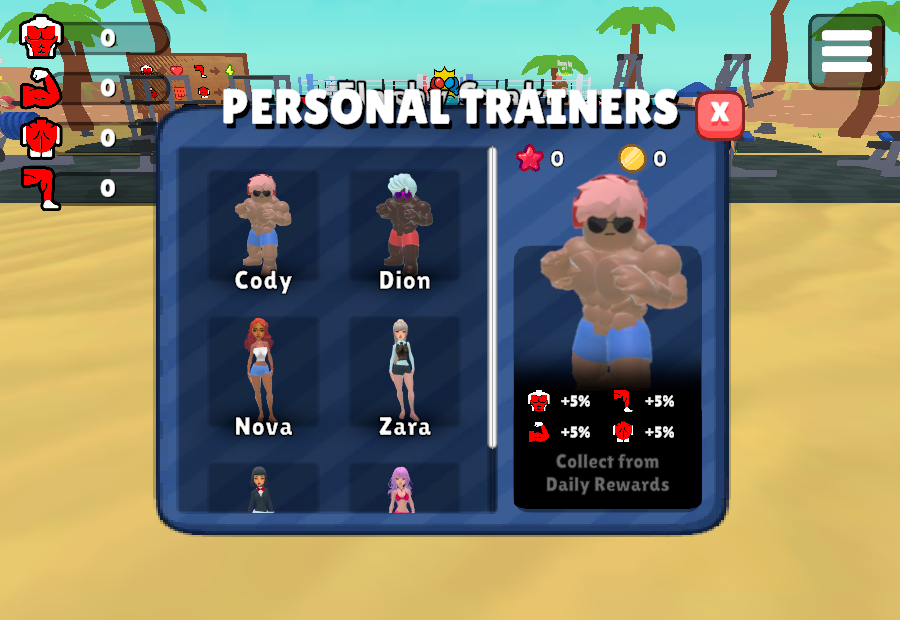 0
0
0
0
PERSONAL TRAINERS
X
0
0
Cody
Dion
Nova
Zara
+5%
+5%
+5%
+5%
Collect from
Daily Rewards